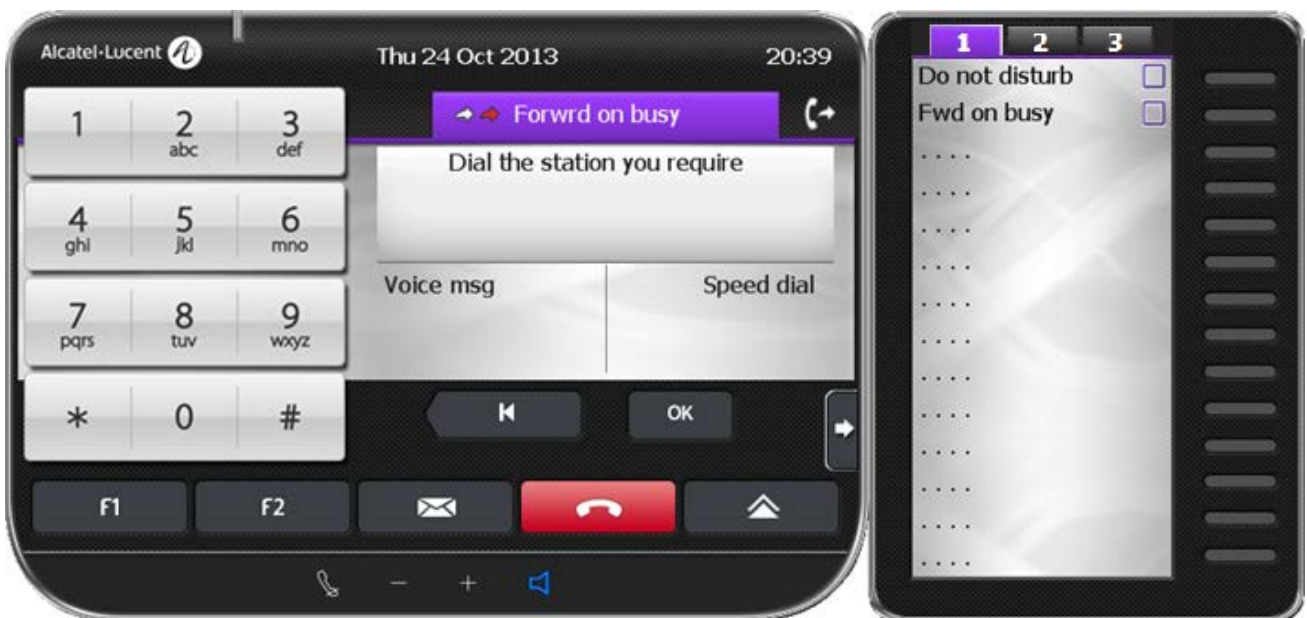 Alcatel·Lucent
Thu 24 Oct 2013
20:39
Forwrd on busy
1
2
abc
3
def
Dial the station you require
4
ghi
5
jkl
6
mno
Voice msg
Speed dial
7
pqrs
8
tuv
9
wxyz
*
0
#
OK
F1
F2
1 2 3
Do not disturb
Fwd on busy
. . . .
. . . .
. . . .
. . . .
. . . .
. . . .
. . . .
. . . .
. . . .
. . . .
. . . .
. . . .